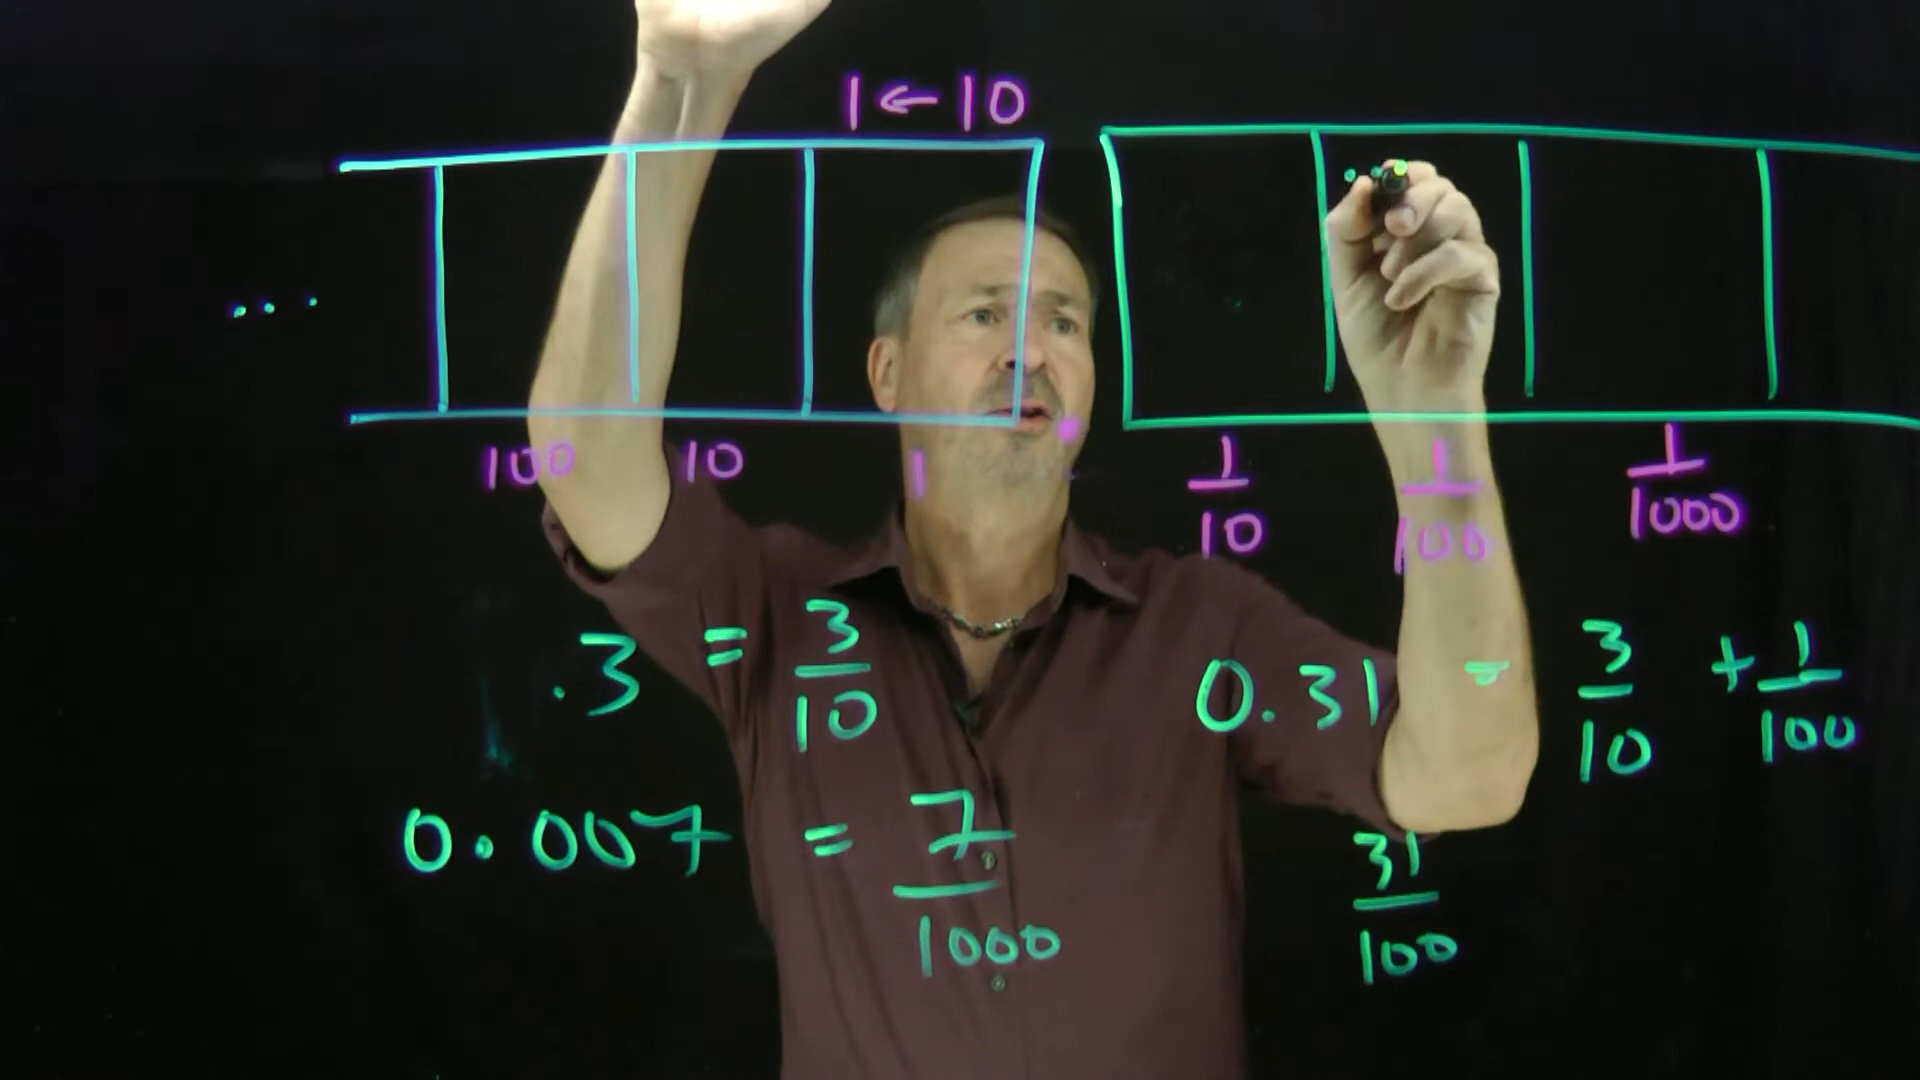 1 ← 10
...
100 10 1 . 1/10 1/100 1/1000
.3 = 3/10
0.31 = 3/10 + 1/100
0.007 = 7/1000
31/100